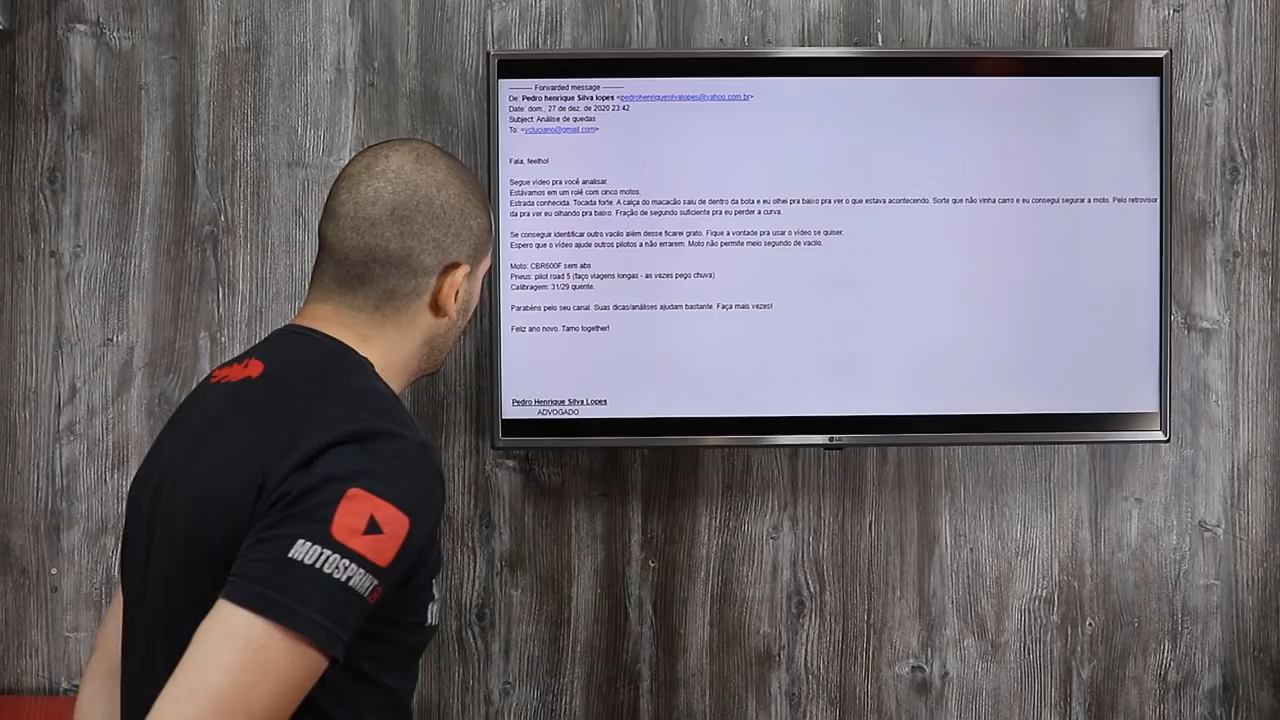 ---------- Forwarded message ----------
De: Pedro henrique Silva lopes <pedrohenriquesilvalopes@yahoo.com.br>
Date: dom., 27 de dez. de 2020 23:42
Subject: Análise de quedas
To: <vcluciano@gmail.com>
Fala, feelho!
Segue vídeo pra você analisar.
Estávamos em um rolê com cinco motos.
Estrada conhecida. Tocada forte. A calça do macacão saiu de dentro da bota e eu olhei pra baixo pra ver o que estava acontecendo. Sorte que não vinha carro e eu consegui segurar a moto. Pelo retrovisor
da pra ver eu olhando pra baixo. Fração de segundo suficiente pra eu perder a curva.
Se conseguir identificar outro vacilo além desse ficarei grato. Fique a vontade pra usar o vídeo se quiser.
Espero que o vídeo ajude outros pilotos a não errarem. Moto não permite meio segundo de vacilo.
Moto: CBR600F sem abs
Pneus: pilot road 5 (faço viagens longas - as vezes pego chuva)
Calibragem: 31/29 quente.
Parabéns pelo seu canal. Suas dicas/análises ajudam bastante. Faça mais vezes!
Feliz ano novo. Tamo together!
Pedro Henrique Silva Lopes
ADVOGADO
LG
MOTOSPRINT